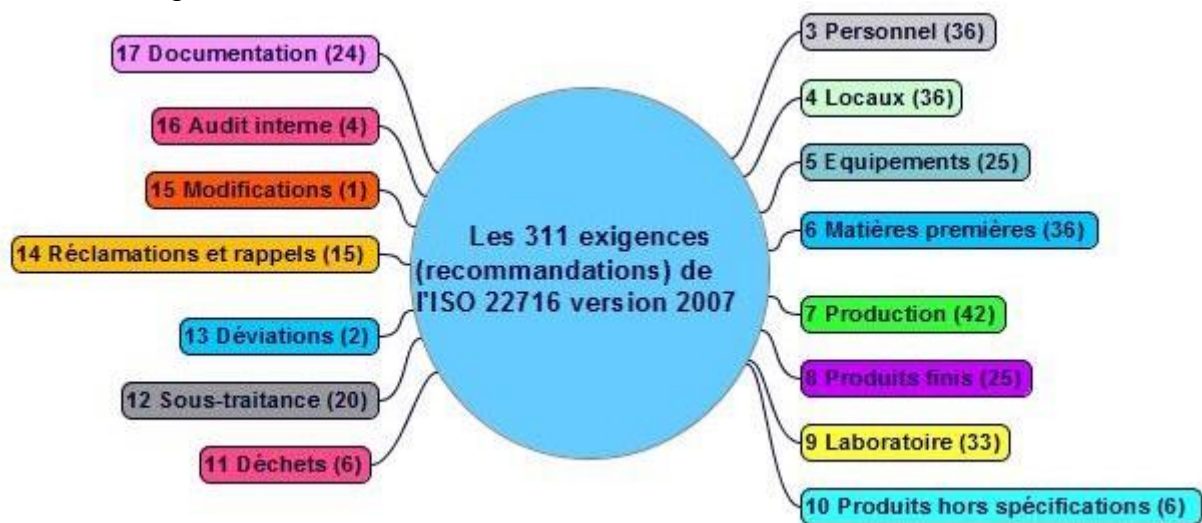 3 Personnel (36)
4 Locaux (36)
5 Equipements (25)
6 Matières premières (36)
7 Production (42)
8 Produits finis (25)
9 Laboratoire (33)
10 Produits hors spécifications (6)
11 Déchets (6)
12 Sous-traitance (20)
13 Déviations (2)
14 Réclamations et rappels (15)
15 Modifications (1)
16 Audit interne (4)
17 Documentation (24)
Les 311 exigences
(recommandations) de
l'ISO 22716 version 2007